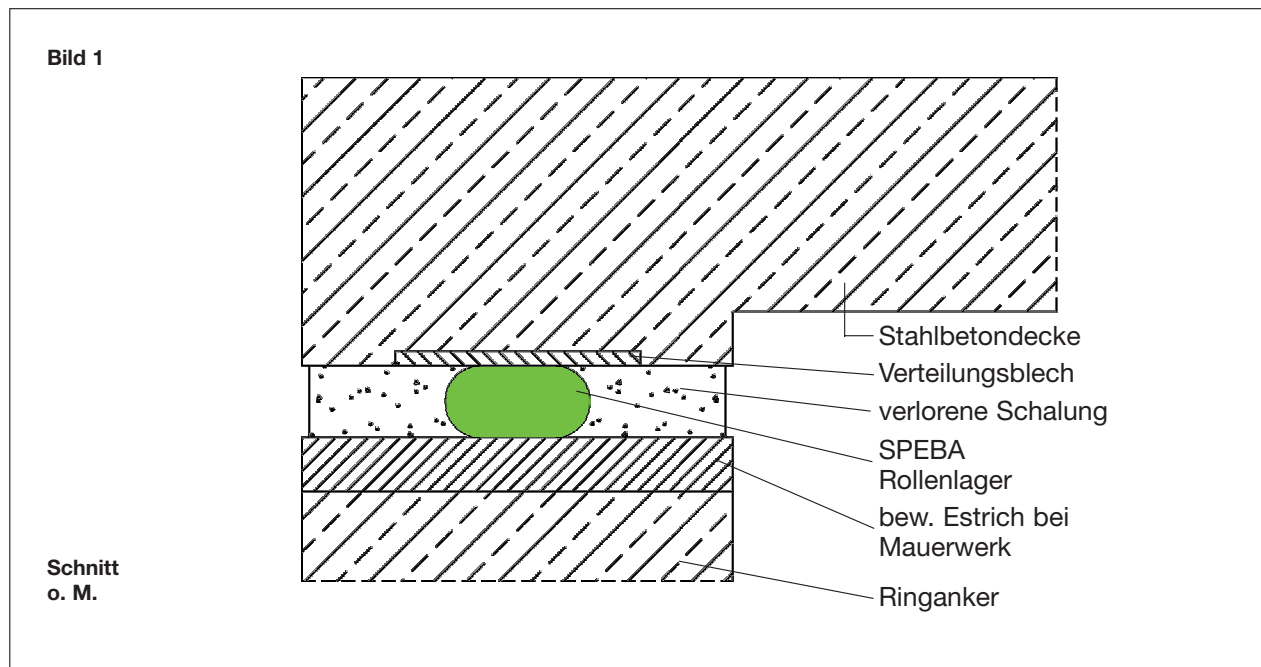 Bild 1
Stahlbetondecke
Verteilungsblech
verlorene Schalung
SPEBA
Rollenlager
bew. Estrich bei
Mauerwerk
Ringanker
Schnitt
o. M.